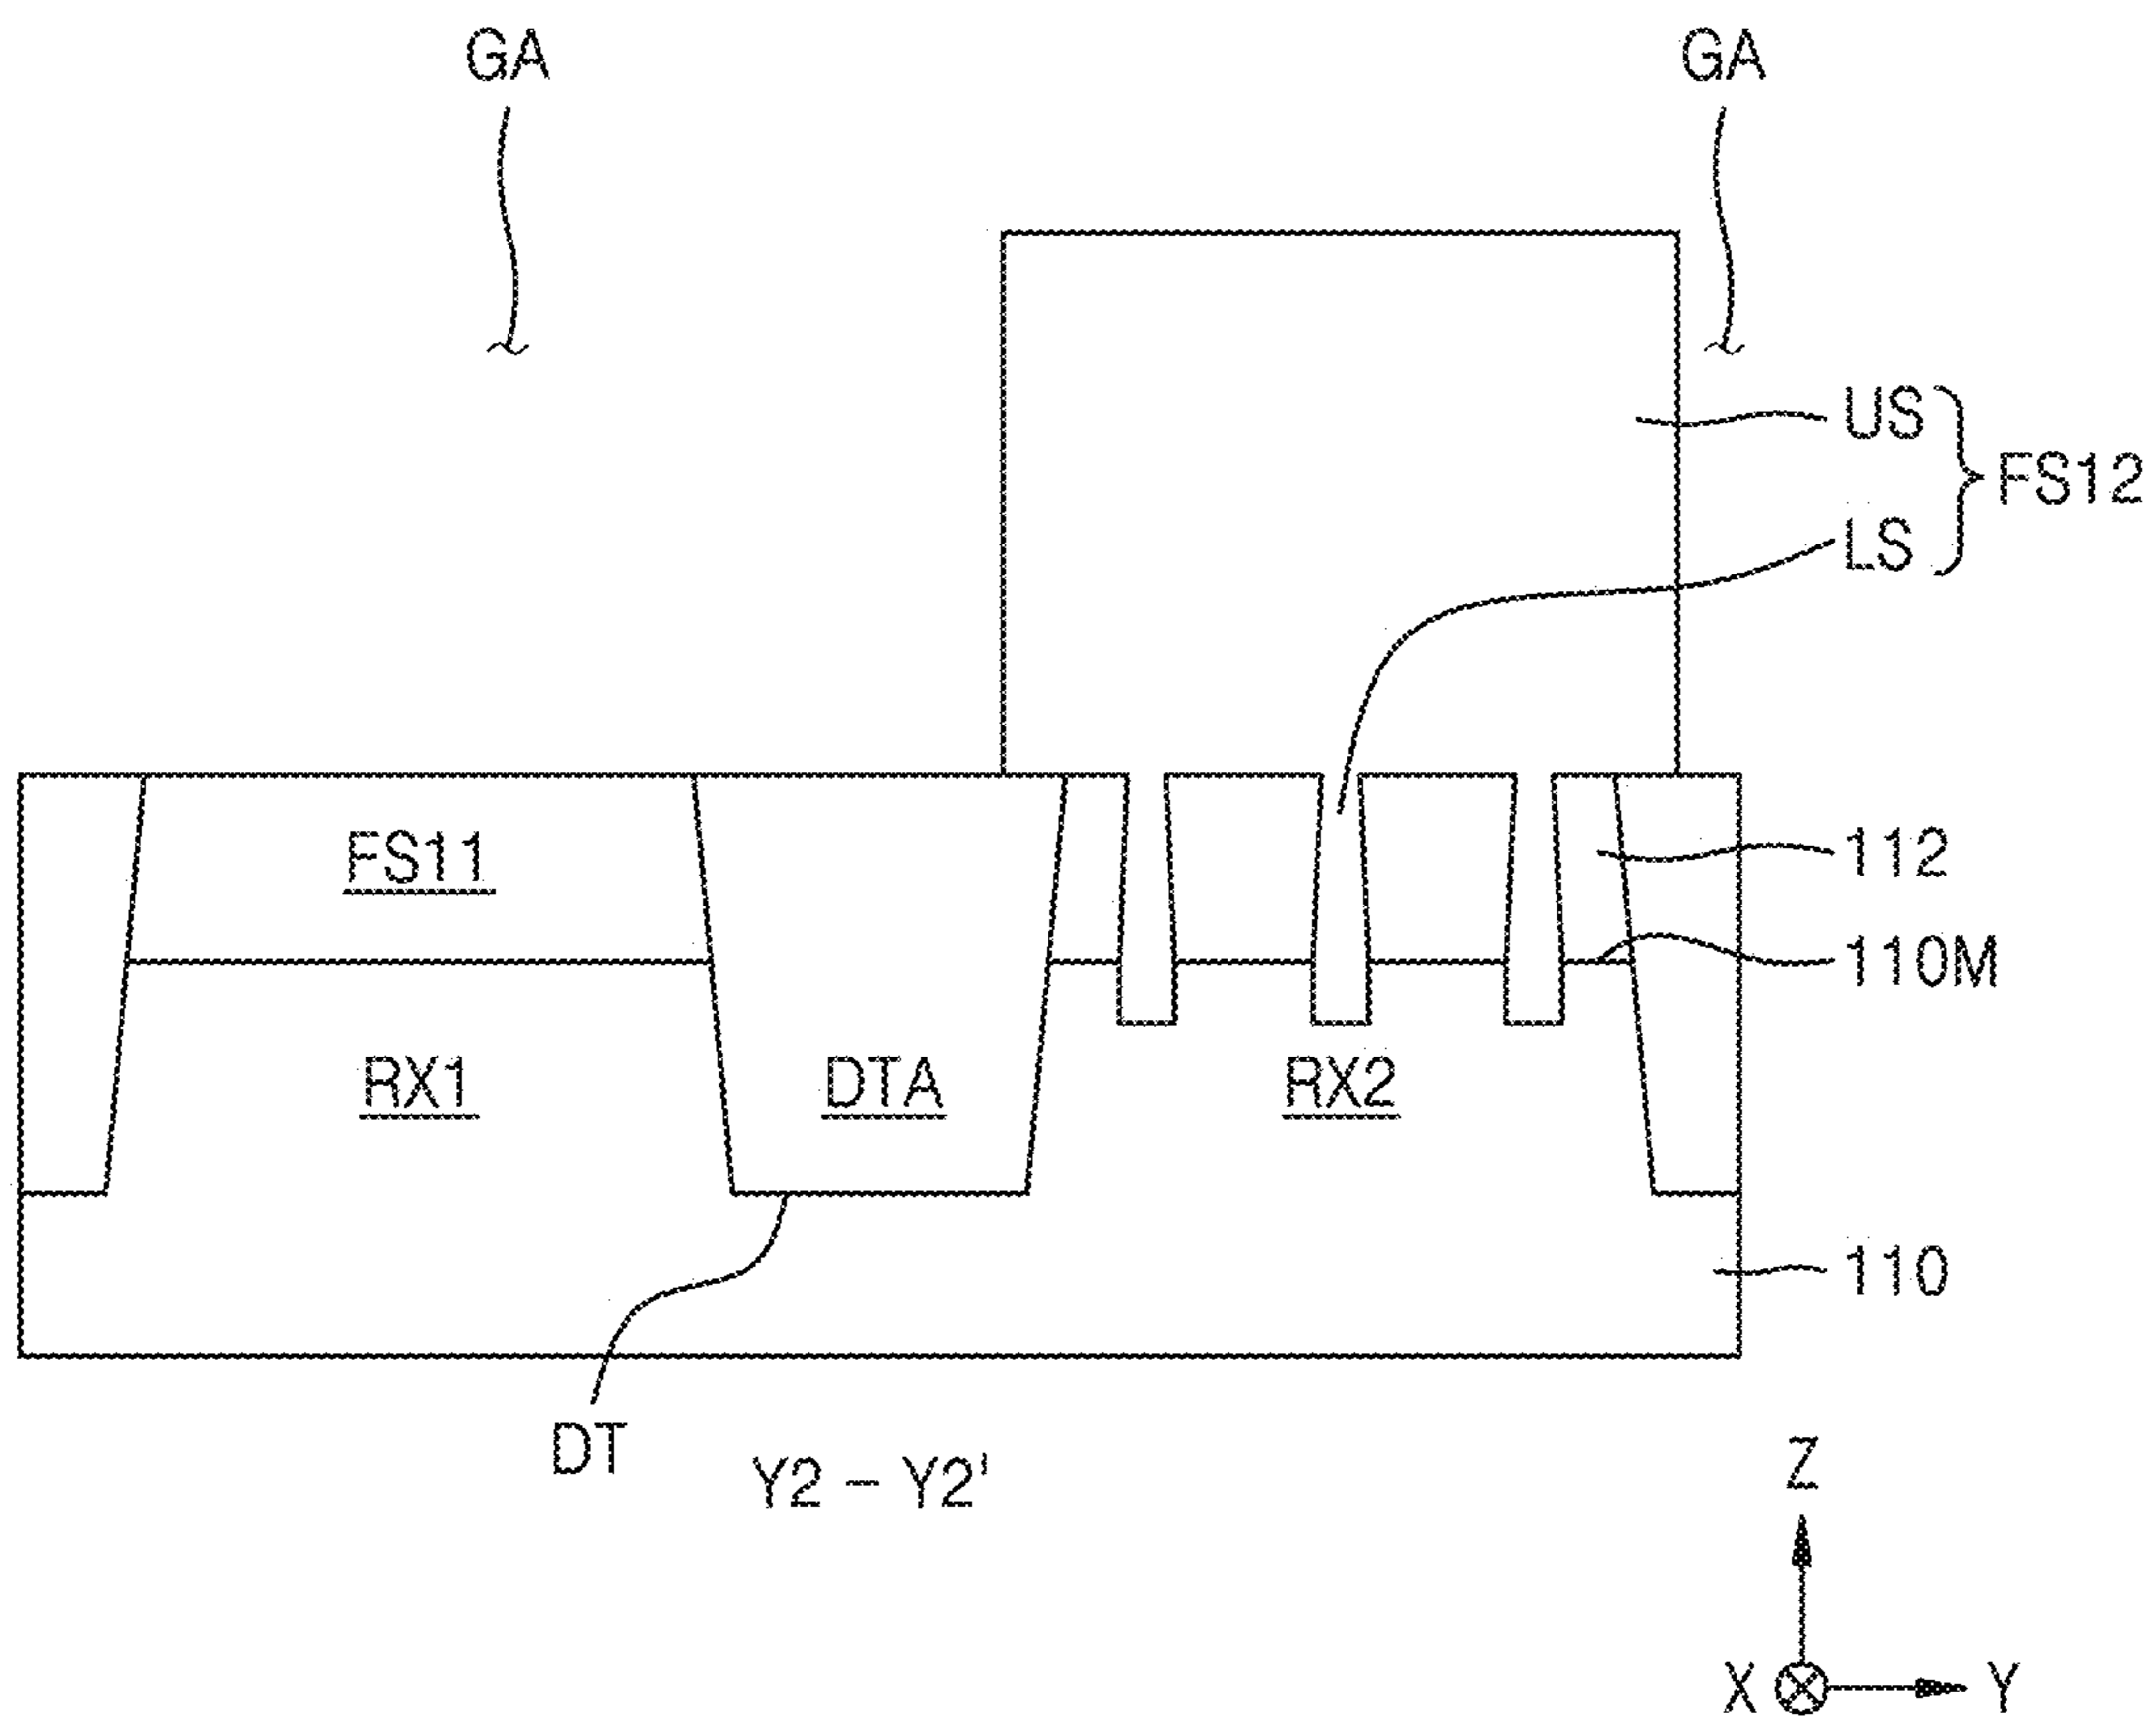 GA GA
US
FS12
LS
FS11
112
110M
RX1 DTA RX2
110
DT
Y2 – Y2'
Z
X Y